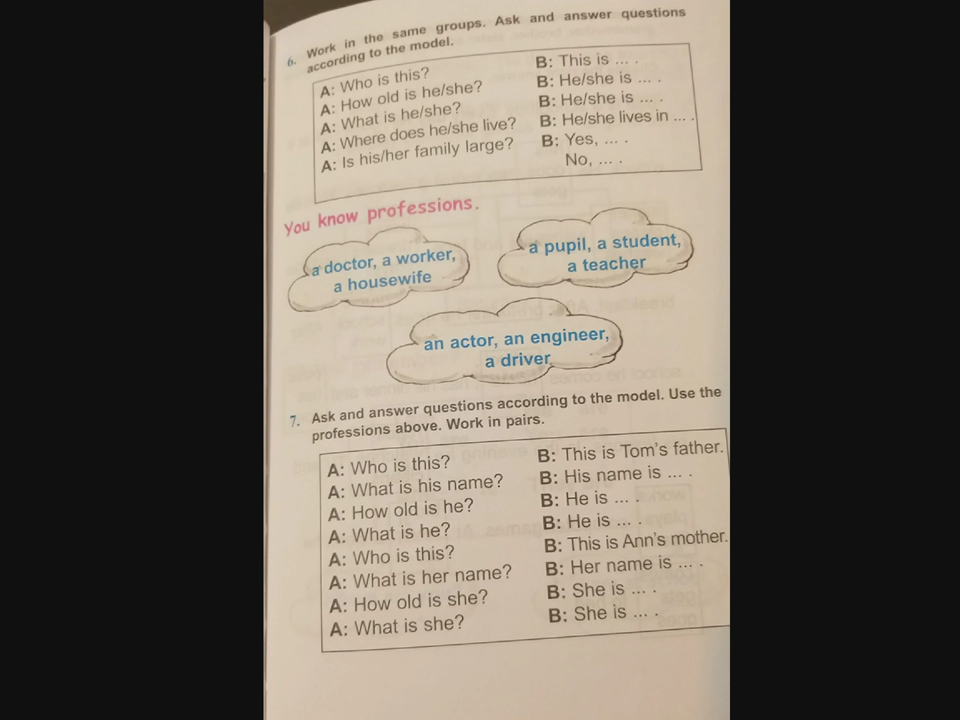 6. Work in the same groups. Ask and answer questions
according to the model.
A: Who is this? B: This is ... .
A: How old is he/she? B: He/she is ... .
A: What is he/she? B: He/she is ... .
A: Where does he/she live? B: He/she lives in ... .
A: Is his/her family large? B: Yes, ... .
No, ... .
You know professions.
a doctor, a worker,
a housewife
a pupil, a student,
a teacher
an actor, an engineer,
a driver
7. Ask and answer questions according to the model. Use the
professions above. Work in pairs.
A: Who is this? B: This is Tom's father.
A: What is his name? B: His name is ... .
A: How old is he? B: He is ... .
A: What is he? B: He is ... .
A: Who is this? B: This is Ann's mother.
A: What is her name? B: Her name is ... .
A: How old is she? B: She is ... .
A: What is she? B: She is ... .